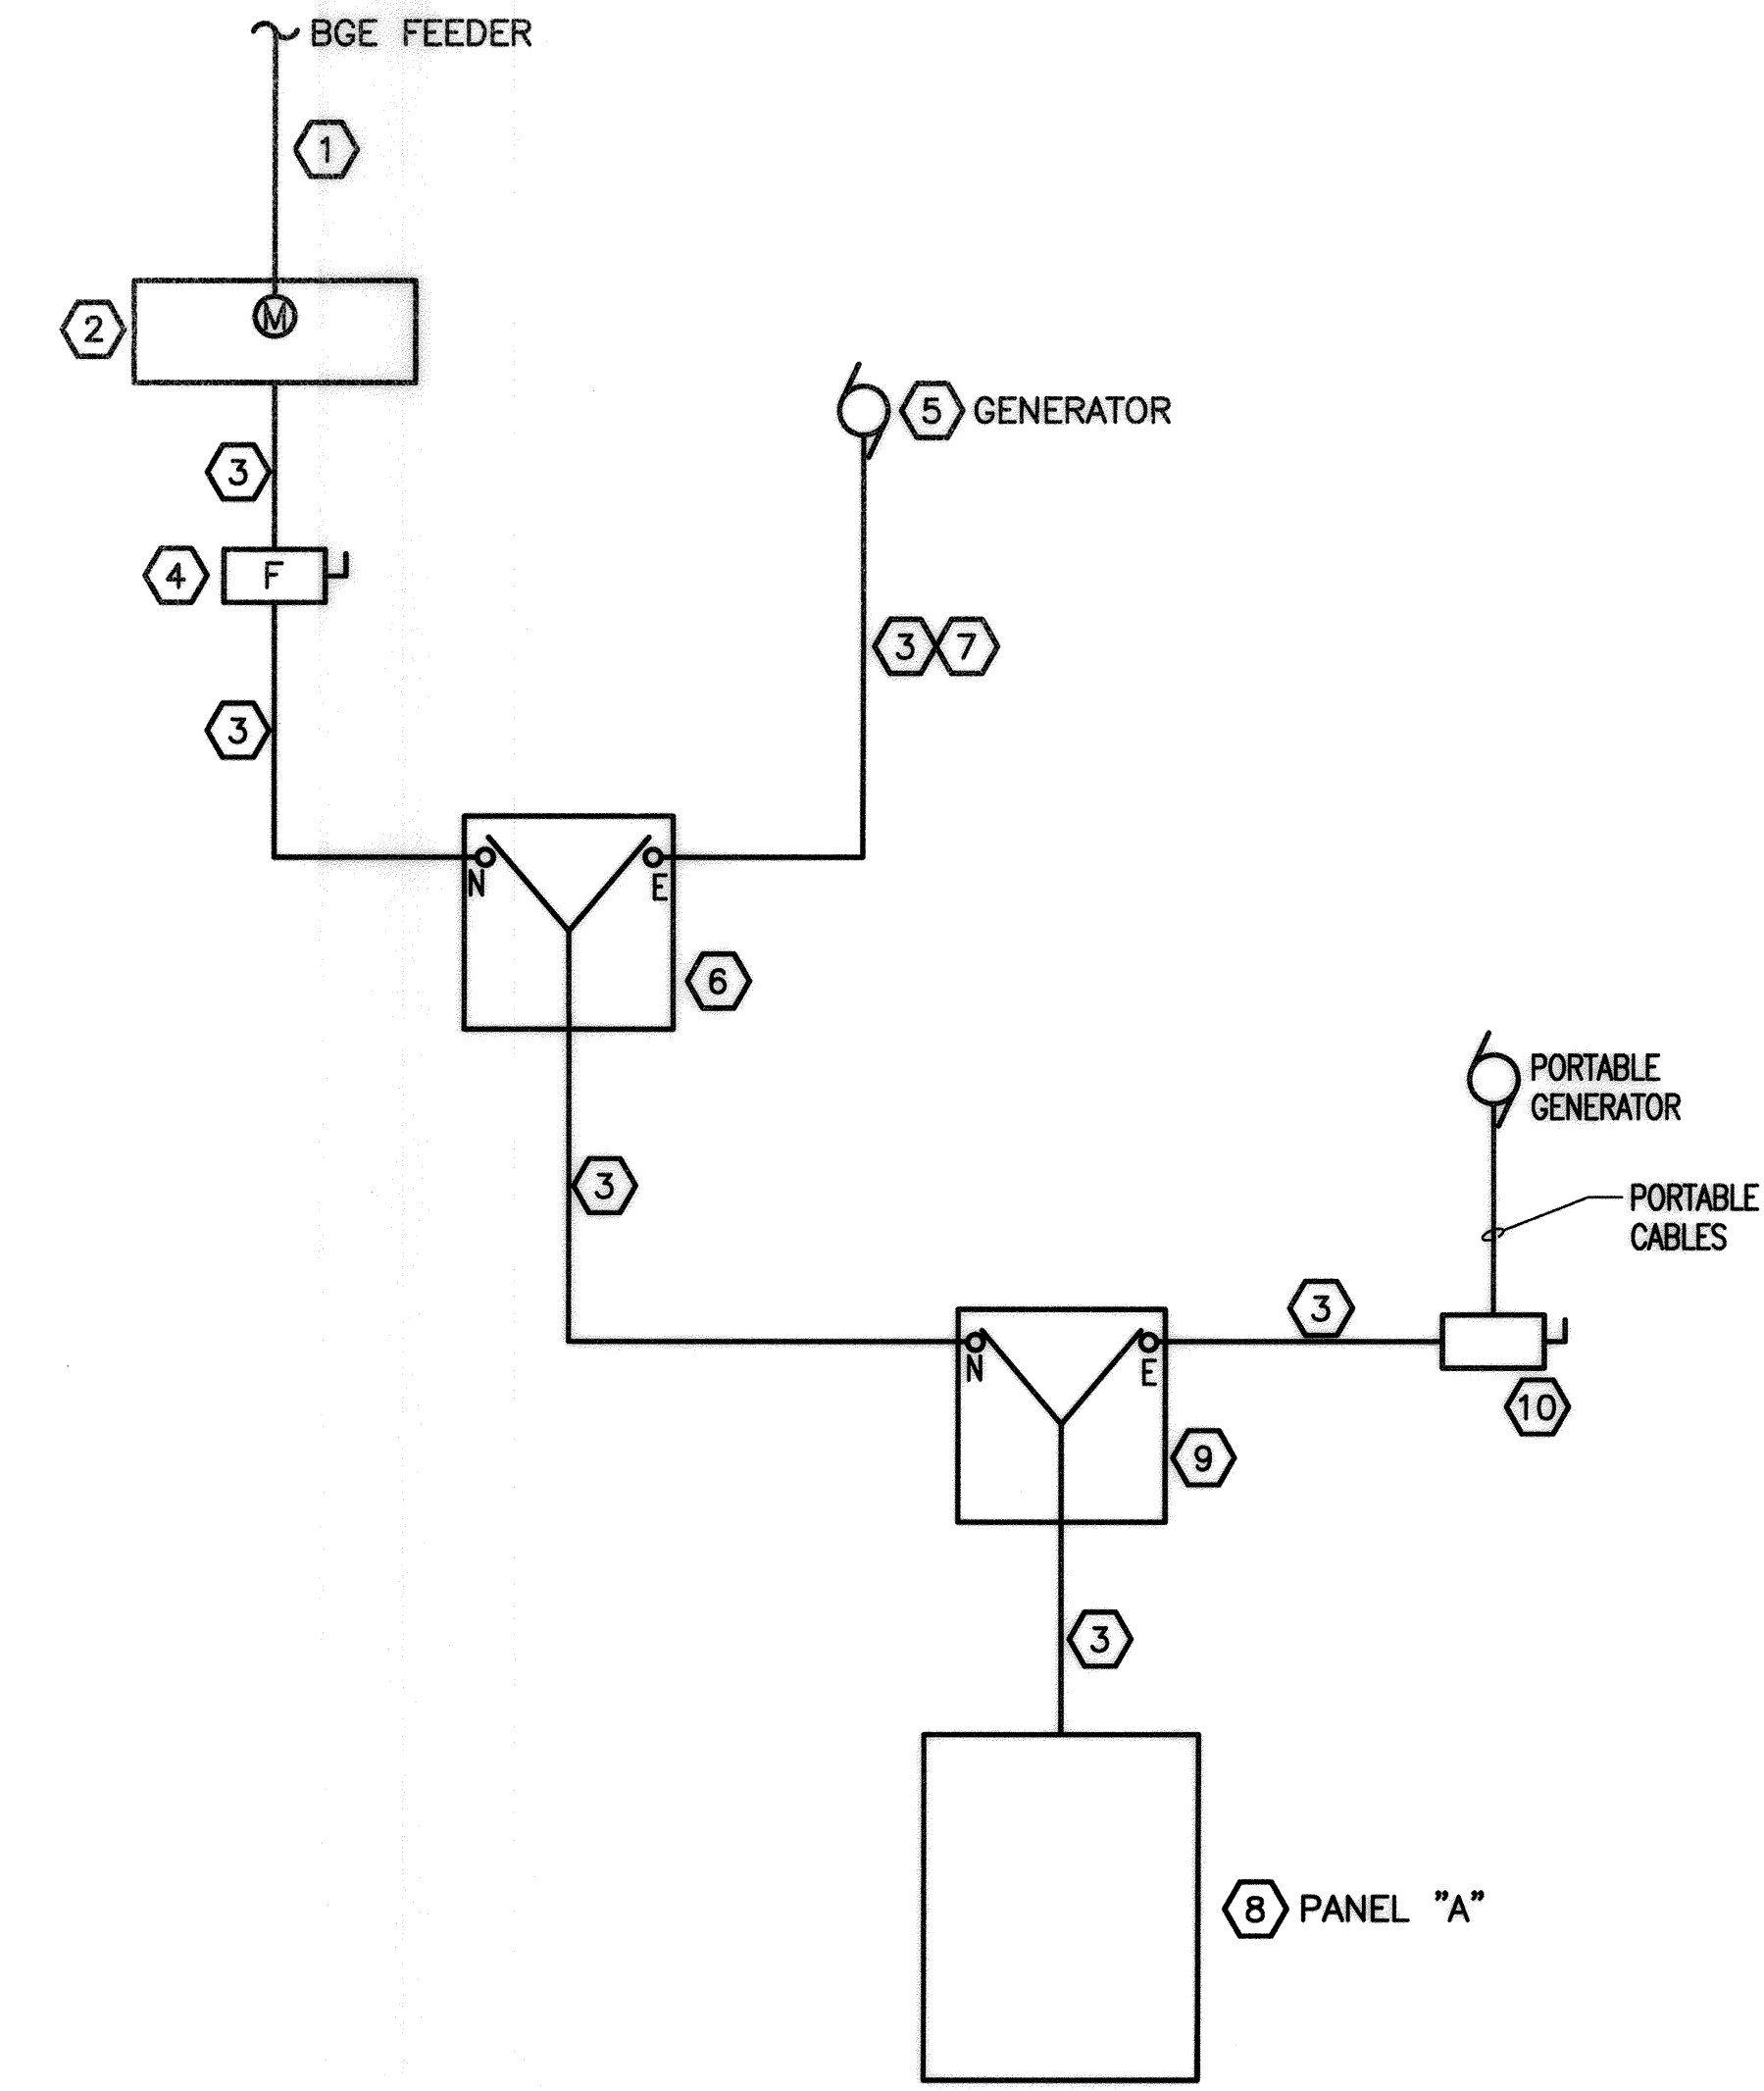 BGE FEEDER
1
M
2
5 GENERATOR
3
4 F
3 7
3
N E
6
PORTABLE
GENERATOR
3
PORTABLE
CABLES
3
N E
10
9
3
8 PANEL "A"